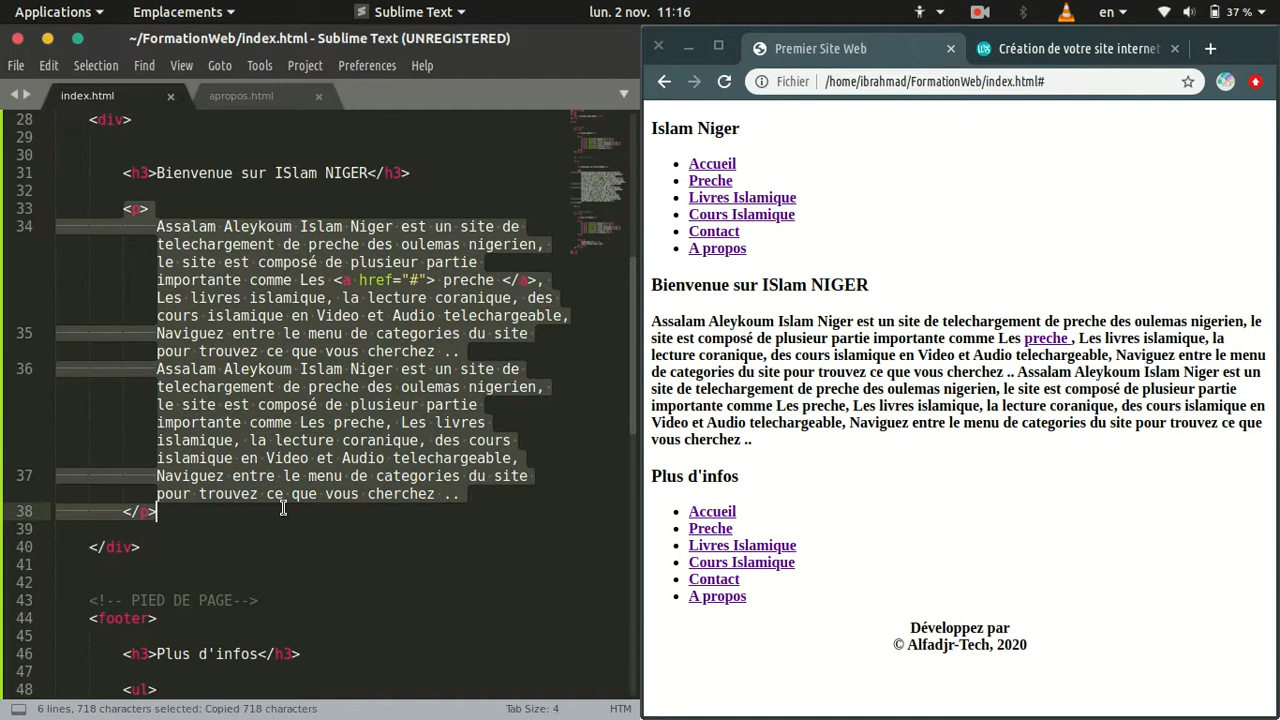 Applications Emplacements Sublime Text lun. 2 nov. 11:16 en 37 %
~/FormationWeb/index.html - Sublime Text (UNREGISTERED)
File Edit Selection Find View Goto Tools Project Preferences Help
index.html apropos.html
28 <div>
29
30
31 <h3>Bienvenue sur ISlam NIGER</h3>
32
33 <p>
34 Assalam Aleykoum Islam Niger est un site de
telechargement de preche des oulemas nigerien,
le site est composé de plusieur partie
importante comme Les <a href="#"> preche </a>,
Les livres islamique, la lecture coranique, des
cours islamique en Video et Audio telechargeable,
35 Naviguez entre le menu de categories du site
pour trouvez ce que vous cherchez ..
36 Assalam Aleykoum Islam Niger est un site de
telechargement de preche des oulemas nigerien,
le site est composé de plusieur partie
importante comme Les preche, Les livres
islamique, la lecture coranique, des cours
islamique en Video et Audio telechargeable,
37 Naviguez entre le menu de categories du site
pour trouvez ce que vous cherchez ..
38 </p>
39
40 </div>
41
42
43 <!-- PIED DE PAGE-->
44 <footer>
45
46 <h3>Plus d'infos</h3>
47
48 <ul>
6 lines, 718 characters selected; Copied 718 characters Tab Size: 4 HTM
Premier Site Web Création de votre site internet
Fichier /home/ibrahmad/FormationWeb/index.html#
Islam Niger
Accueil
Preche
Livres Islamique
Cours Islamique
Contact
A propos
Bienvenue sur ISlam NIGER
Assalam Aleykoum Islam Niger est un site de telechargement de preche des oulemas nigerien, le
site est composé de plusieur partie importante comme Les preche , Les livres islamique, la
lecture coranique, des cours islamique en Video et Audio telechargeable, Naviguez entre le menu
de categories du site pour trouvez ce que vous cherchez .. Assalam Aleykoum Islam Niger est un
site de telechargement de preche des oulemas nigerien, le site est composé de plusieur partie
importante comme Les preche, Les livres islamique, la lecture coranique, des cours islamique en
Video et Audio telechargeable, Naviguez entre le menu de categories du site pour trouvez ce que
vous cherchez ..
Plus d'infos
Accueil
Preche
Livres Islamique
Cours Islamique
Contact
A propos
Développez par
© Alfadjr-Tech, 2020